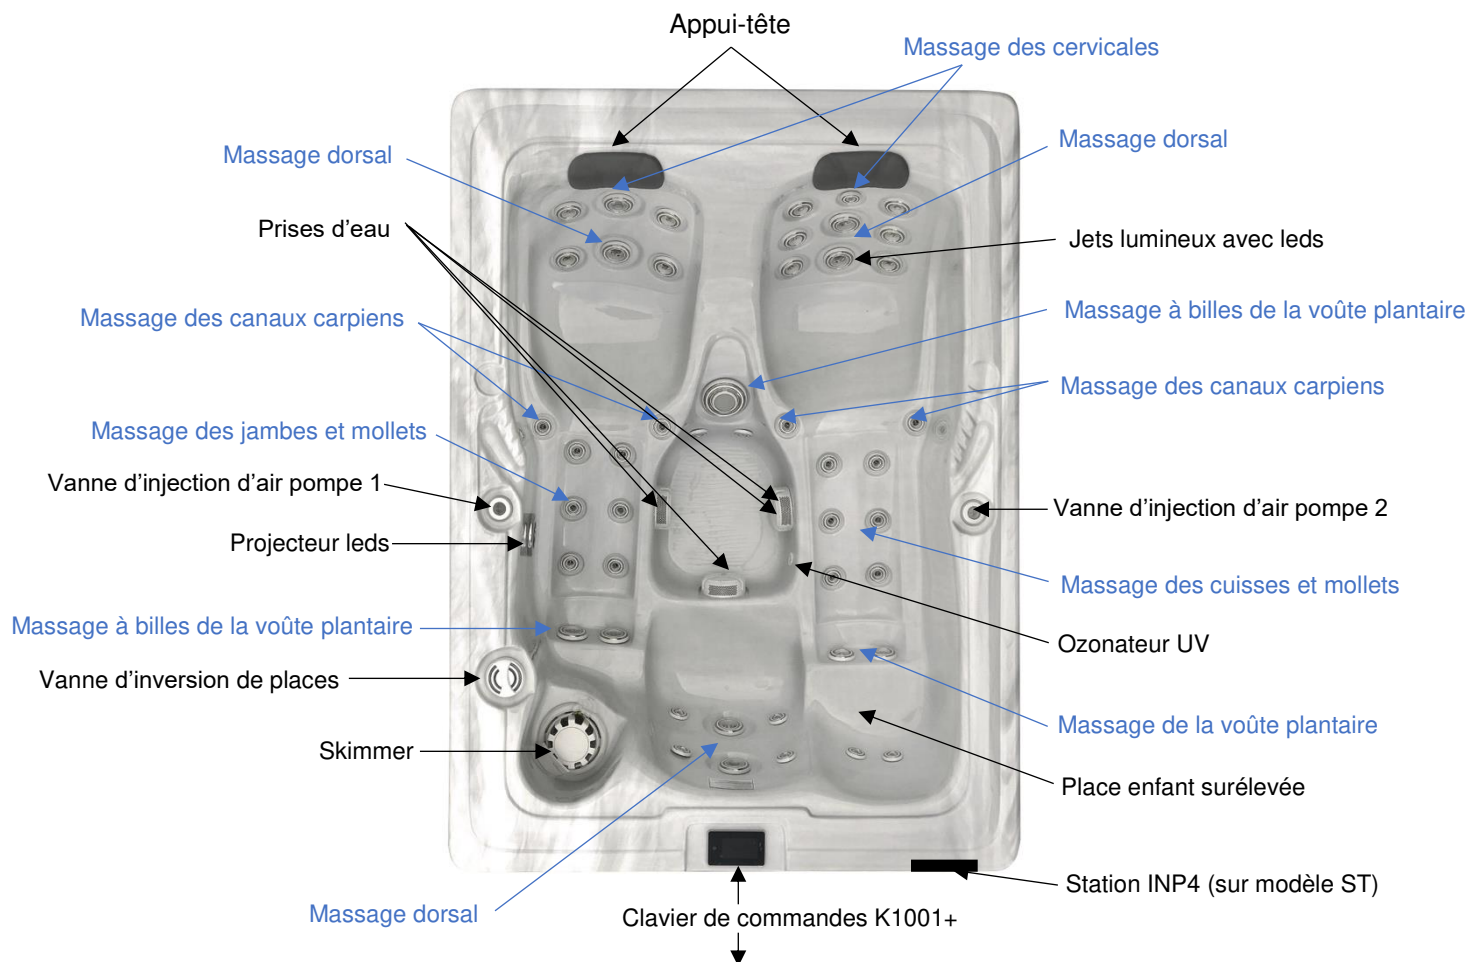 Appui-tête
Massage des cervicales
Massage dorsal
Massage dorsal
Prises d’eau
Jets lumineux avec leds
Massage des canaux carpiens
Massage à billes de la voûte plantaire
Massage des canaux carpiens
Massage des jambes et mollets
Vanne d’injection d’air pompe 1
Vanne d’injection d’air pompe 2
Projecteur leds
Massage des cuisses et mollets
Massage à billes de la voûte plantaire
Ozonateur UV
Vanne d’inversion de places
Massage de la voûte plantaire
Skimmer
Place enfant surélevée
Station INP4 (sur modèle ST)
Massage dorsal
Clavier de commandes K1001+